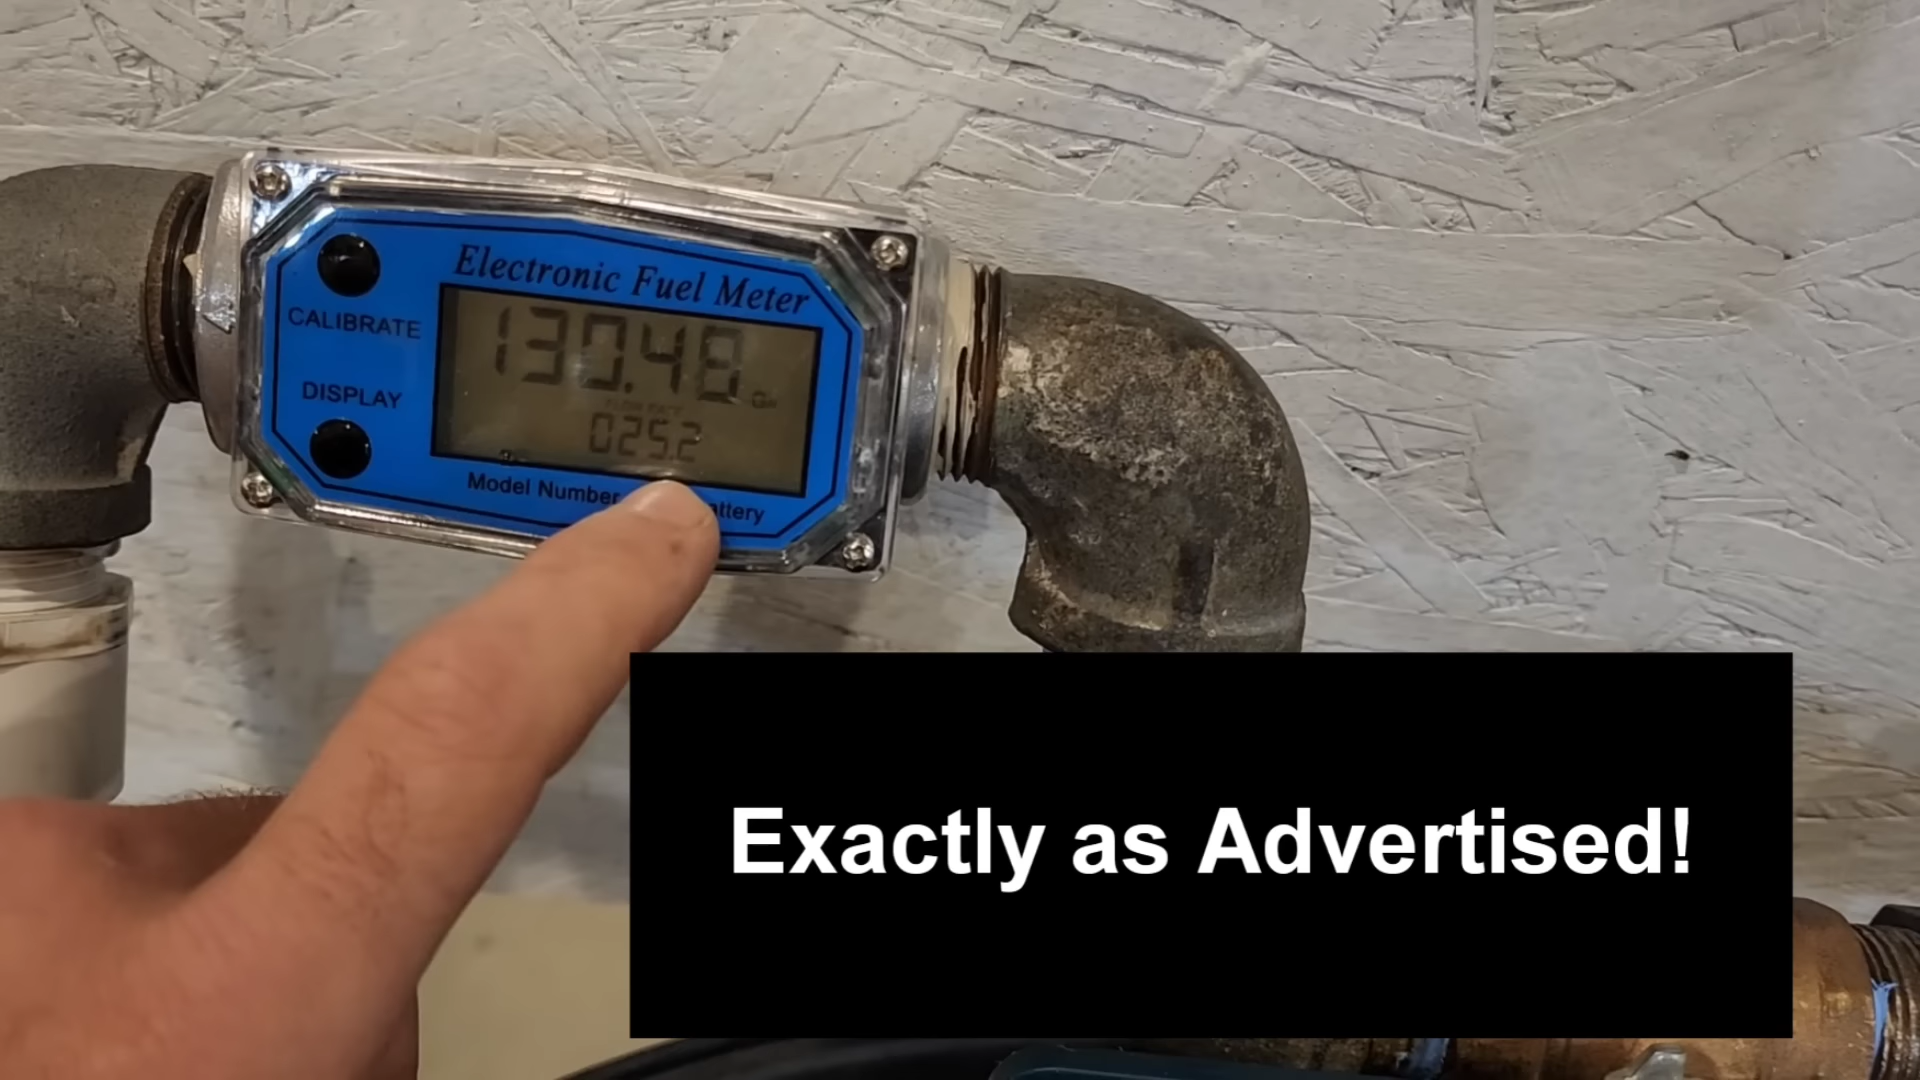 Electronic Fuel Meter
CALIBRATE
130.48
DISPLAY
025.2
Model Number
Exactly as Advertised!